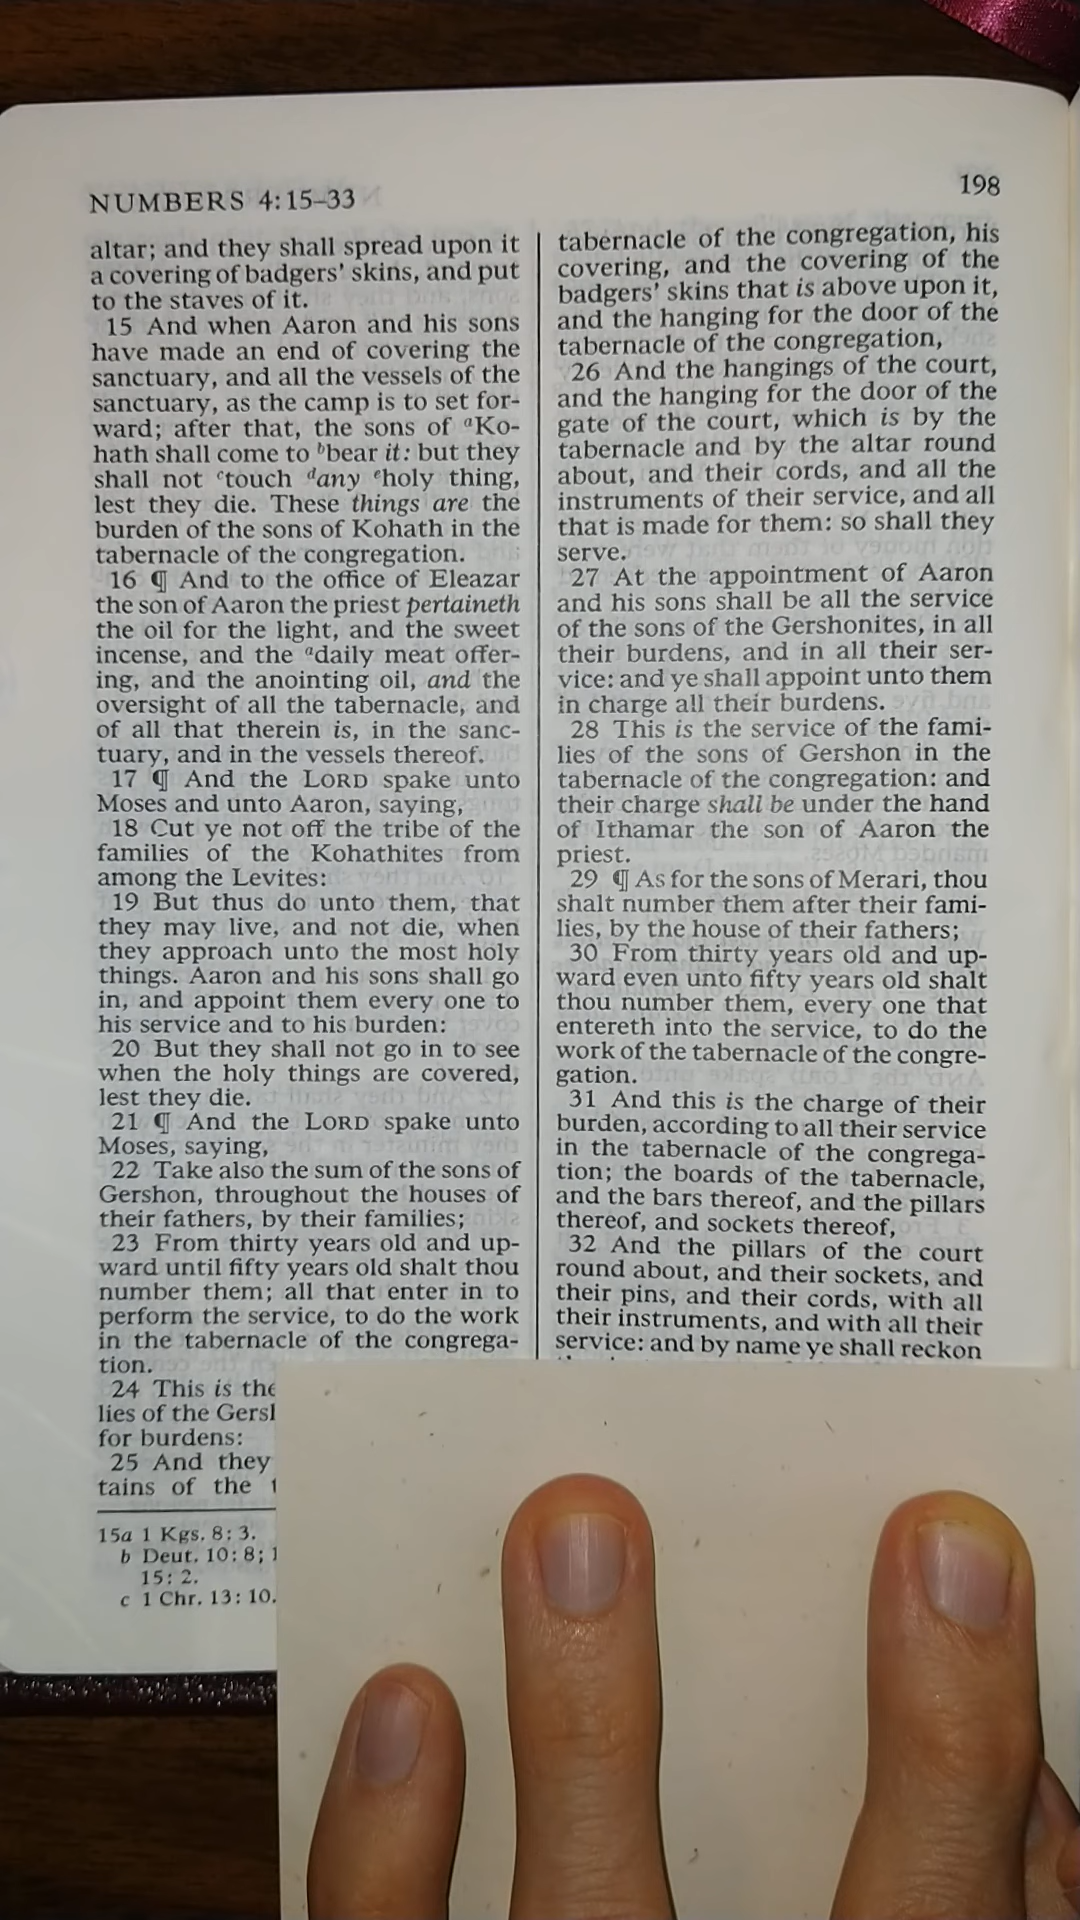 NUMBERS 4:15–33
198
altar; and they shall spread upon it
a covering of badgers' skins, and put
to the staves of it.
15 And when Aaron and his sons
have made an end of covering the
sanctuary, and all the vessels of the
sanctuary, as the camp is to set for-
ward; after that, the sons of aKo-
hath shall come to bbear it: but they
shall not ctouch dany eholy thing,
lest they die. These things are the
burden of the sons of Kohath in the
tabernacle of the congregation.
16 ¶ And to the office of Eleazar
the son of Aaron the priest pertaineth
the oil for the light, and the sweet
incense, and the adaily meat offer-
ing, and the anointing oil, and the
oversight of all the tabernacle, and
of all that therein is, in the sanc-
tuary, and in the vessels thereof.
17 ¶ And the LORD spake unto
Moses and unto Aaron, saying,
18 Cut ye not off the tribe of the
families of the Kohathites from
among the Levites:
19 But thus do unto them, that
they may live, and not die, when
they approach unto the most holy
things. Aaron and his sons shall go
in, and appoint them every one to
his service and to his burden:
20 But they shall not go in to see
when the holy things are covered,
lest they die.
21 ¶ And the LORD spake unto
Moses, saying,
22 Take also the sum of the sons of
Gershon, throughout the houses of
their fathers, by their families;
23 From thirty years old and up-
ward until fifty years old shalt thou
number them; all that enter in to
perform the service, to do the work
in the tabernacle of the congrega-
tion.
24 This is the
lies of the
for burdens:
25 And they
tains of the
15a 1 Kgs. 8: 3.
b Deut. 10: 8;
15: 2.
c 1 Chr. 13: 10.
tabernacle of the congregation, his
covering, and the covering of the
badgers' skins that is above upon it,
and the hanging for the door of the
tabernacle of the congregation,
26 And the hangings of the court,
and the hanging for the door of the
gate of the court, which is by the
tabernacle and by the altar round
about, and their cords, and all the
instruments of their service, and all
that is made for them: so shall they
serve.
27 At the appointment of Aaron
and his sons shall be all the service
of the sons of the Gershonites, in all
their burdens, and in all their ser-
vice: and ye shall appoint unto them
in charge all their burdens.
28 This is the service of the fami-
lies of the sons of Gershon in the
tabernacle of the congregation: and
their charge shall be under the hand
of Ithamar the son of Aaron the
priest.
29 ¶ As for the sons of Merari, thou
shalt number them after their fami-
lies, by the house of their fathers;
30 From thirty years old and up-
ward even unto fifty years old shalt
thou number them, every one that
entereth into the service, to do the
work of the tabernacle of the congre-
gation.
31 And this is the charge of their
burden, according to all their service
in the tabernacle of the congrega-
tion; the boards of the tabernacle,
and the bars thereof, and the pillars
thereof, and sockets thereof,
32 And the pillars of the court
round about, and their sockets, and
their pins, and their cords, with all
their instruments, and with all their
service: and by name ye shall reckon